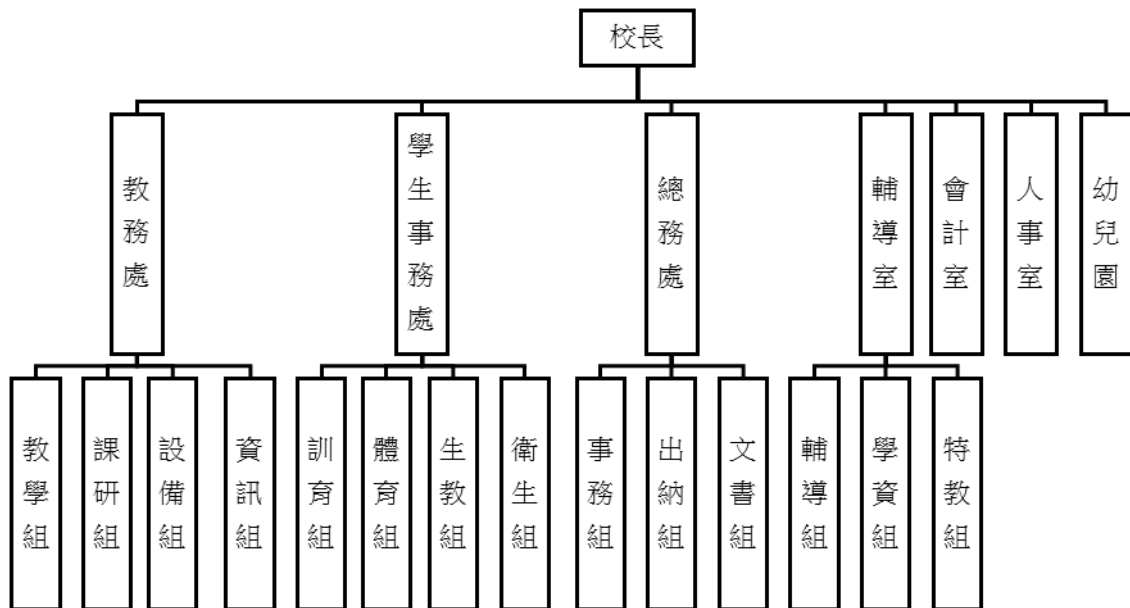 校長
教務處
學生事務處
總務處
輔導室
會計室
人事室
幼兒園
教學組
課研組
設備組
資訊組
訓育組
體育組
生教組
衛生組
事務組
出納組
文書組
輔導組
學資組
特教組